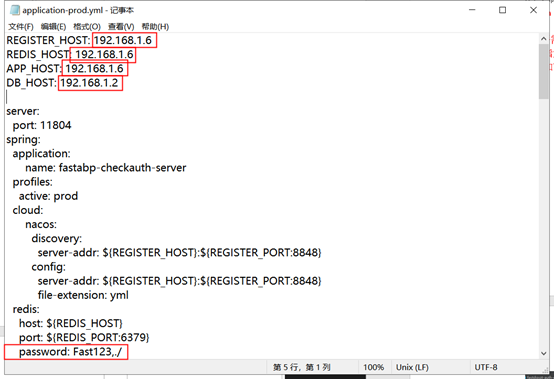 application-prod.yml - 记事本
文件(F) 编辑(E) 格式(O) 查看(V) 帮助(H)
REGISTER_HOST: 192.168.1.6
REDIS_HOST: 192.168.1.6
APP_HOST: 192.168.1.6
DB_HOST: 192.168.1.2
server:
port: 11804
spring:
application:
name: fastabp-checkauth-server
profiles:
active: prod
cloud:
nacos:
discovery:
server-addr: ${REGISTER_HOST}:${REGISTER_PORT:8848}
config:
server-addr: ${REGISTER_HOST}:${REGISTER_PORT:8848}
file-extension: yml
redis:
host: ${REDIS_HOST}
port: ${REDIS_PORT:6379}
password: Fast123,./
第 5 行，第 1 列 100% Unix (LF) UTF-8